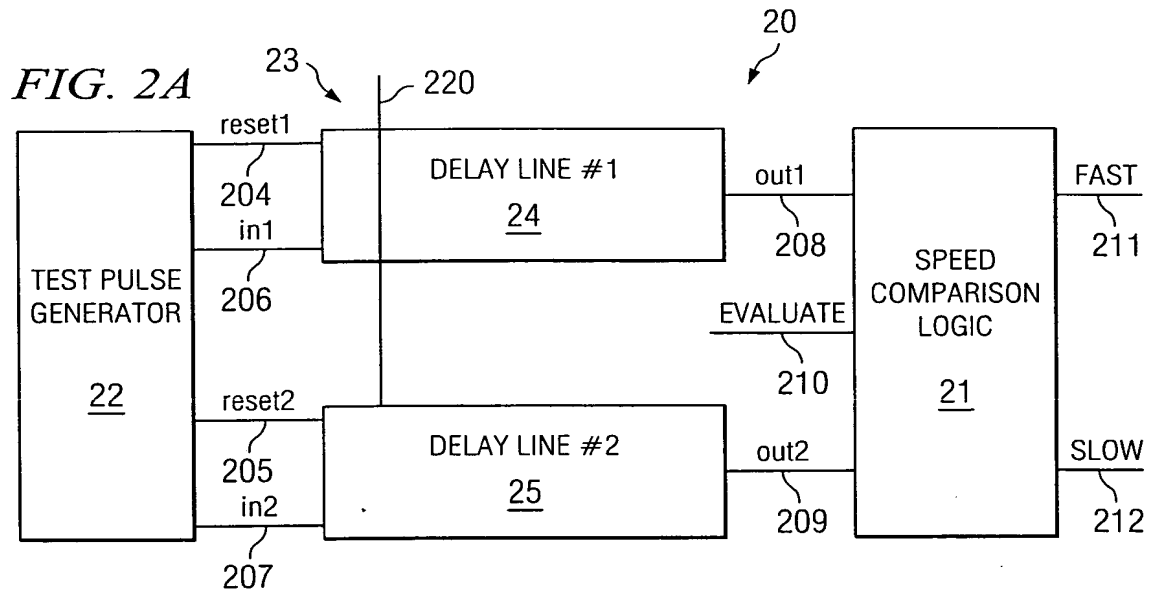 FIG. 2A
20
23
220
reset1
204
in1
206
DELAY LINE #1
24
out1
208
FAST
211
TEST PULSE
GENERATOR
22
EVALUATE
210
SPEED
COMPARISON
LOGIC
21
reset2
205
in2
207
DELAY LINE #2
25
out2
209
SLOW
212